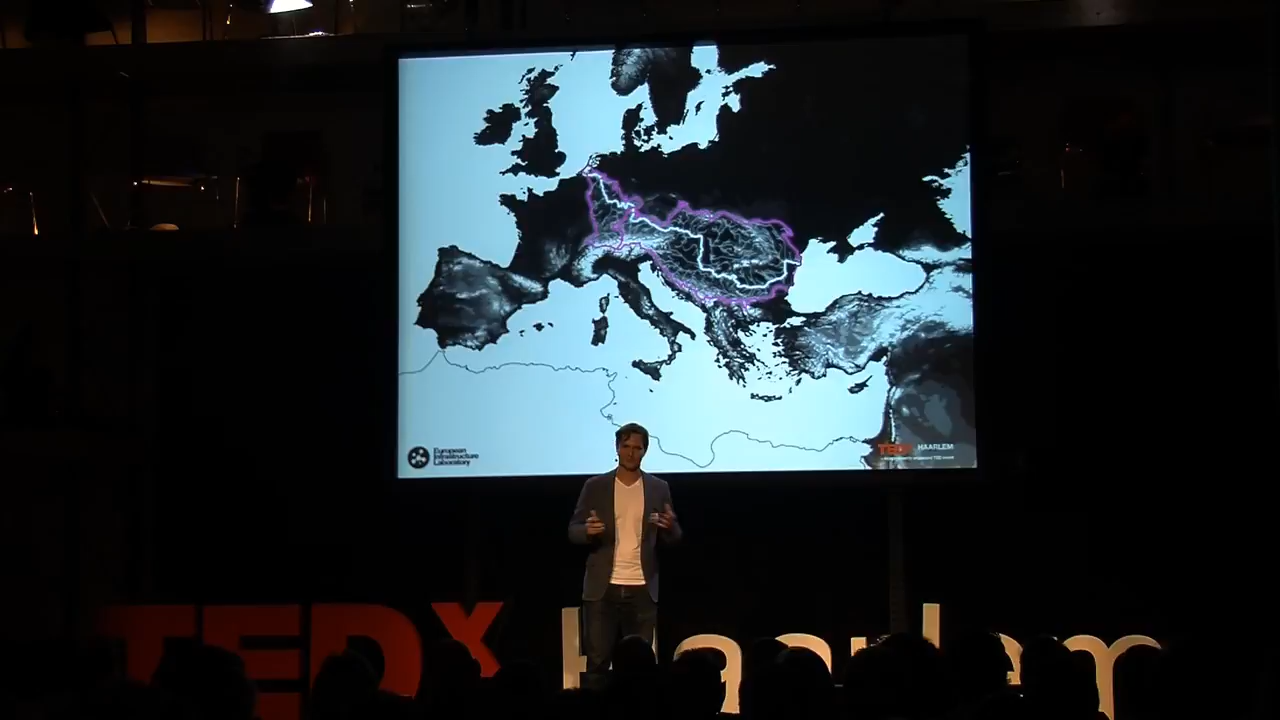 European
Infrastructure
Laboratory
TEDx HAARLEM
TEDx Haarlem